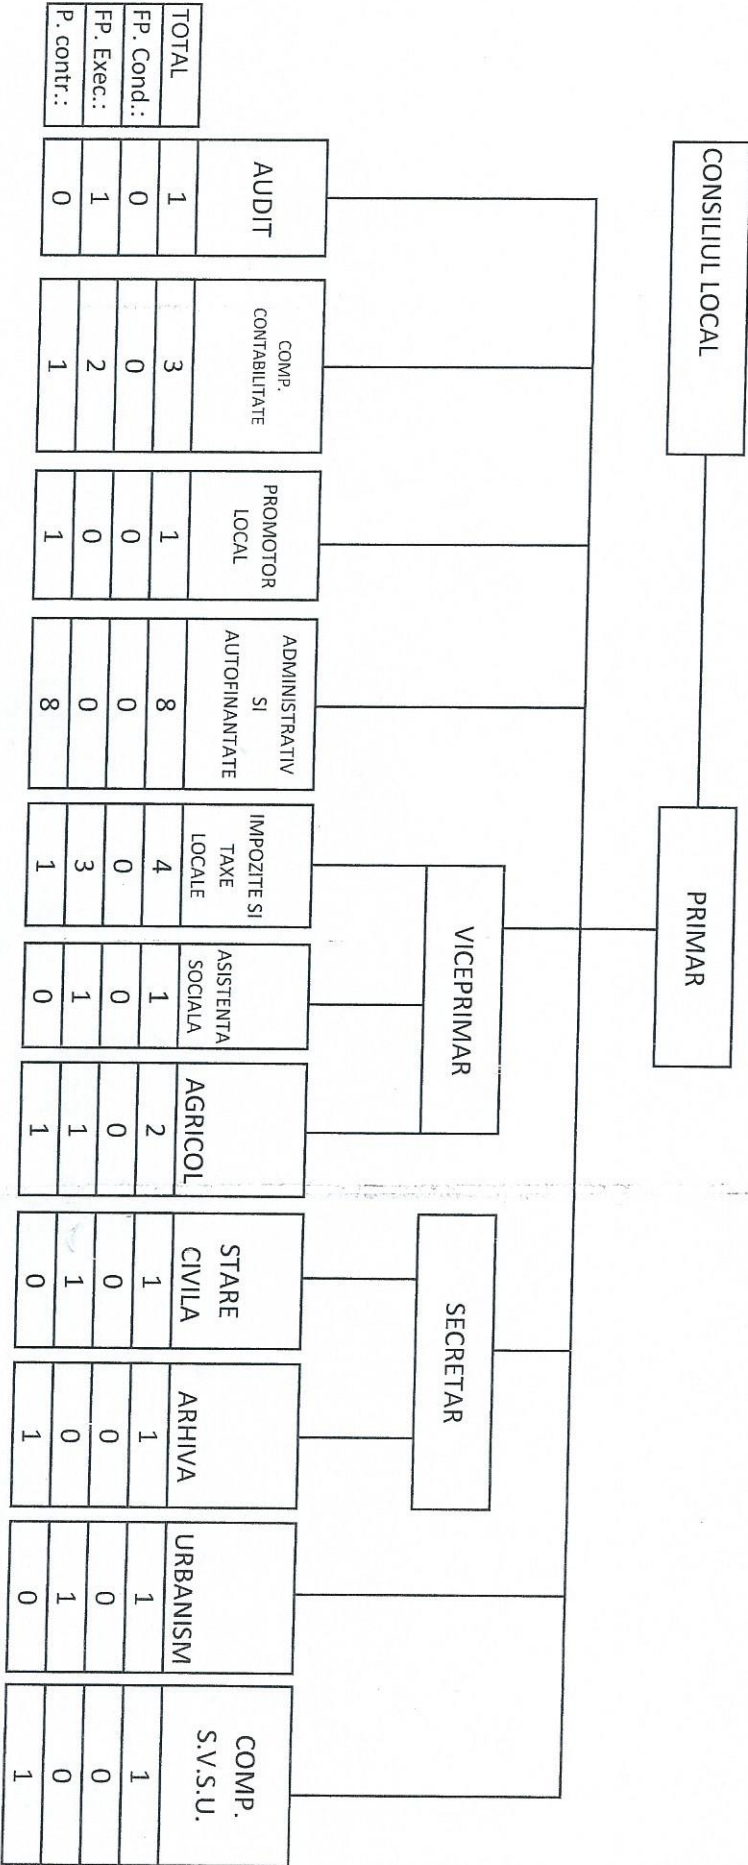 CONSILIUL LOCAL
PRIMAR
VICEPRIMAR
SECRETAR
TOTAL
FP. Cond.:
FP. Exec.:
P. contr.:
AUDIT
1
0
1
0
COMP.
CONTABILITATE
3
0
2
1
PROMOTOR
LOCAL
1
0
0
1
ADMINISTRATIV
SI
AUTOFINANTATE
8
0
0
8
IMPOZITE SI
TAXE
LOCALE
4
0
3
1
ASISTENTA
SOCIALA
1
0
1
0
AGRICOL
2
0
1
1
STARE
CIVILA
1
0
1
0
ARHIVA
1
0
0
1
URBANISM
1
0
1
0
COMP.
S.V.S.U.
1
0
0
1